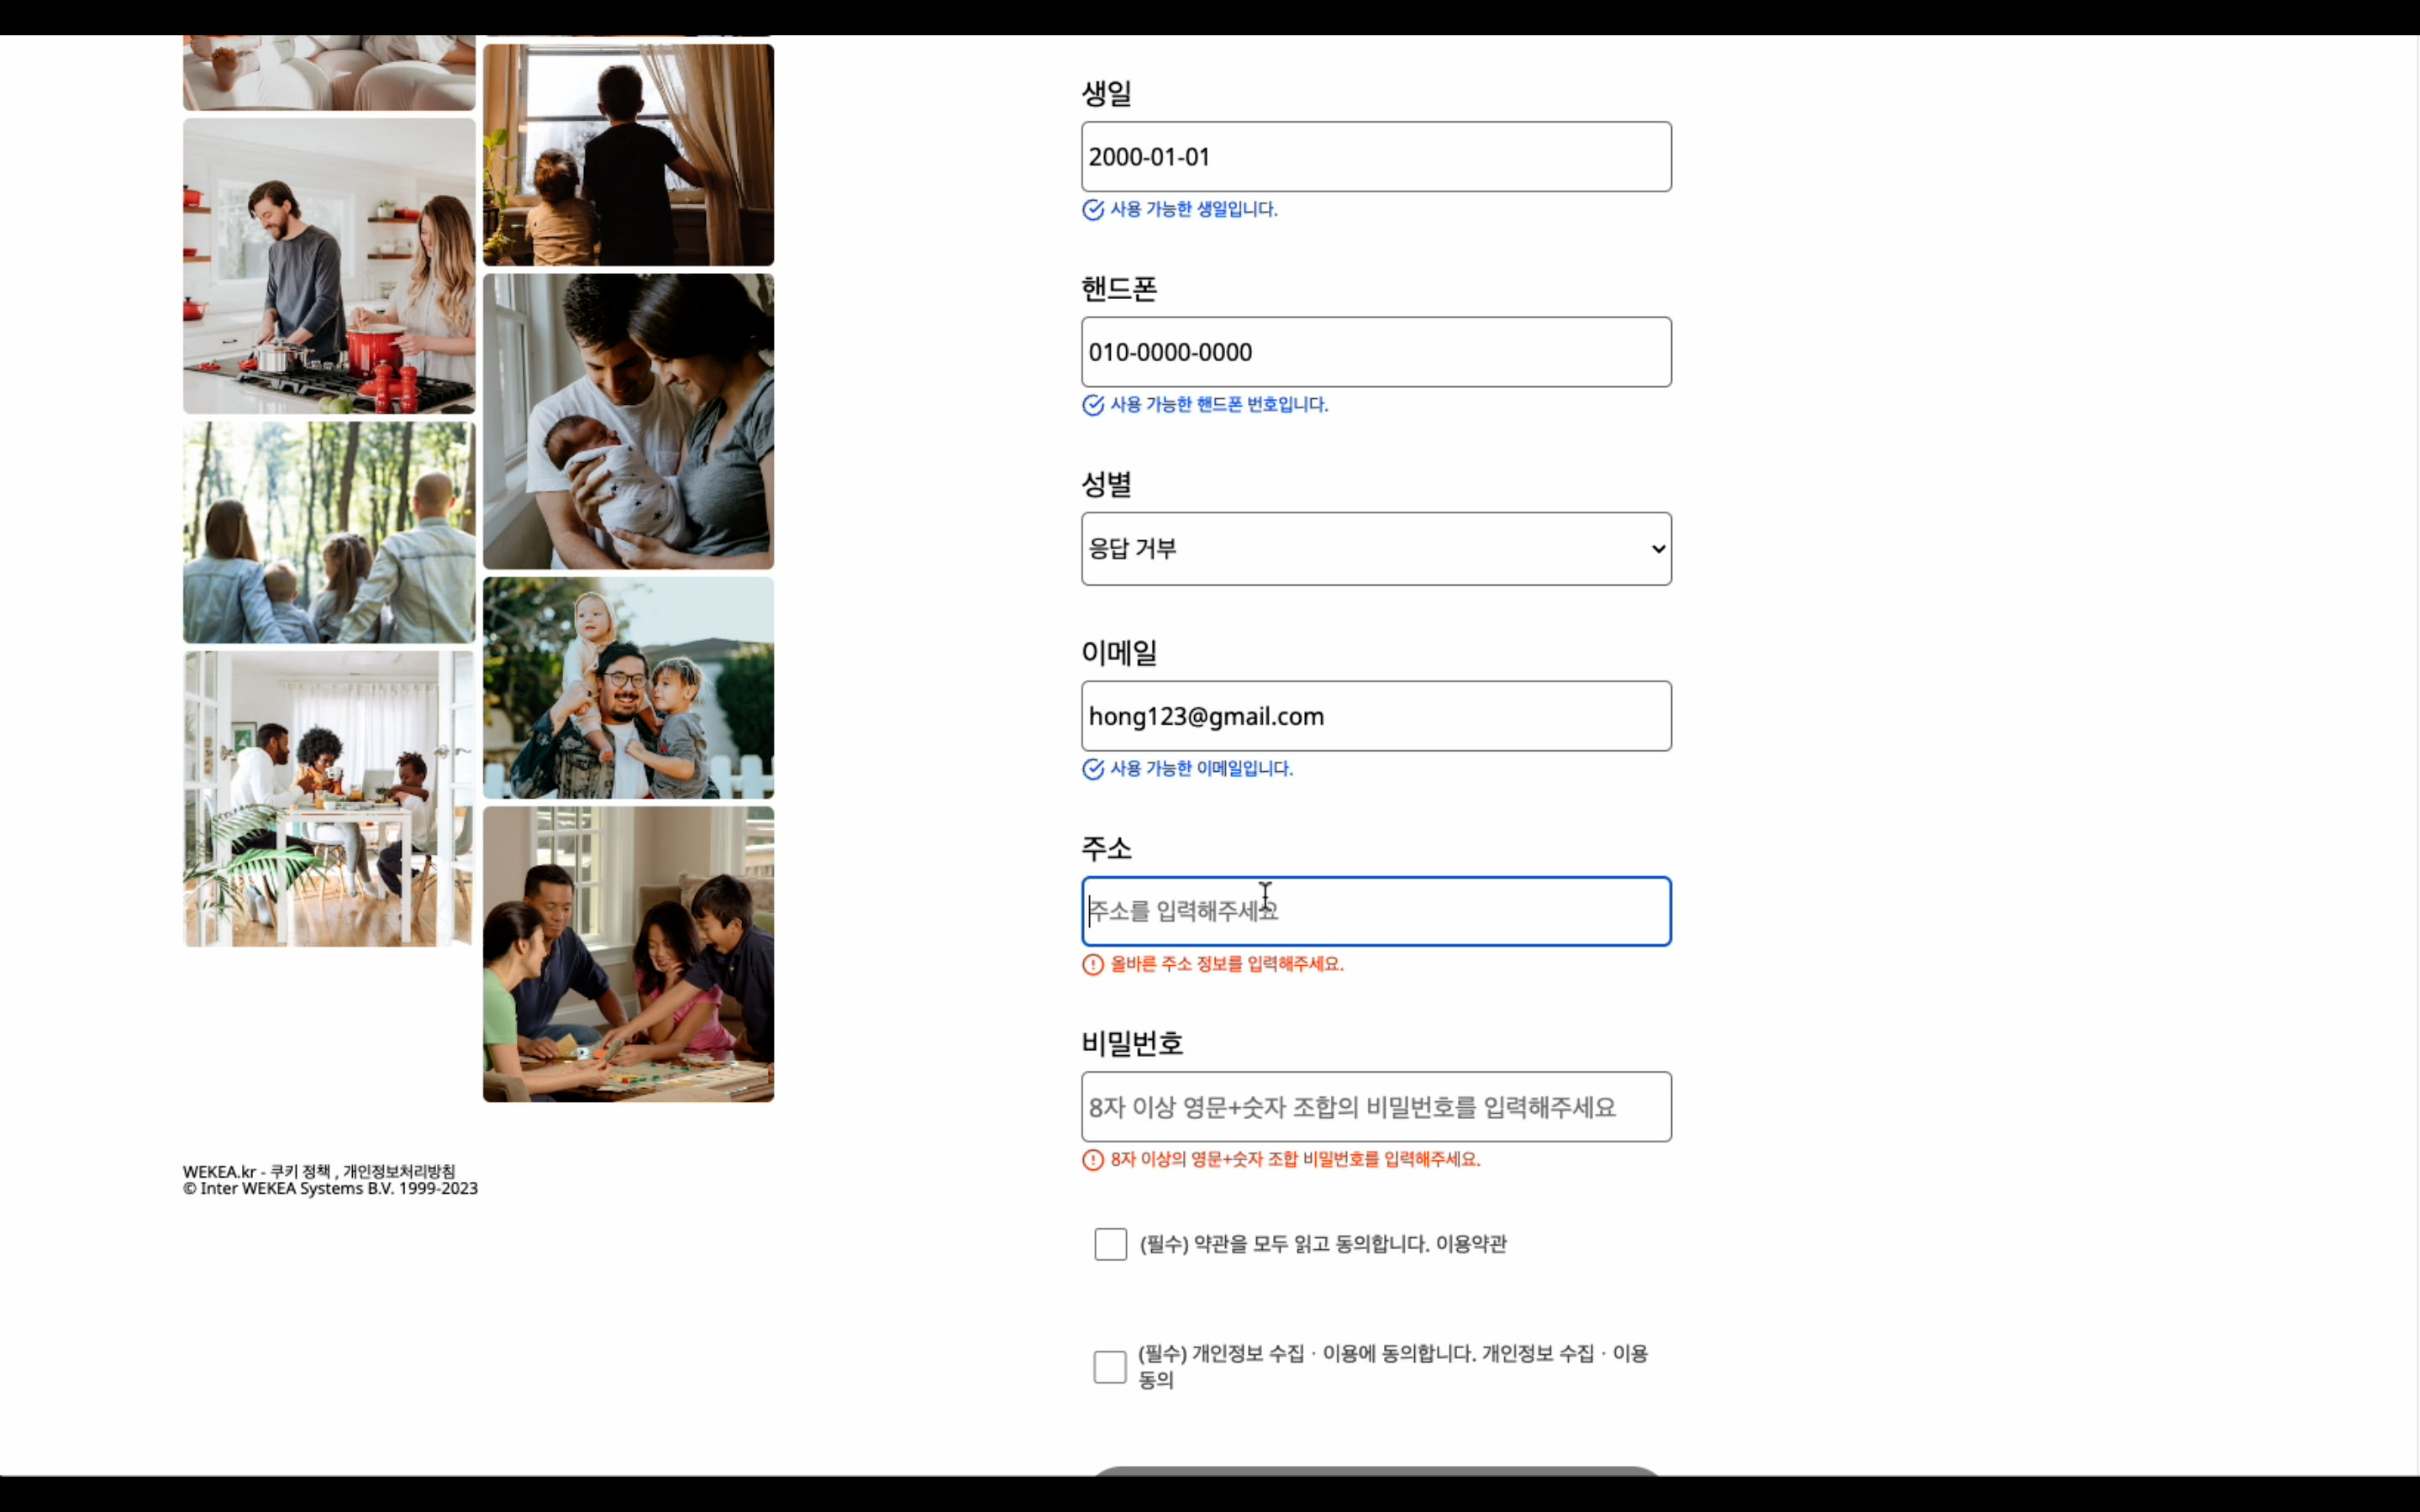 생일
2000-01-01
사용 가능한 생일입니다.
핸드폰
010-0000-0000
사용 가능한 핸드폰 번호입니다.
성별
응답 거부
이메일
hong123@gmail.com
사용 가능한 이메일입니다.
주소
주소를 입력해주세요
올바른 주소 정보를 입력해주세요.
비밀번호
8자 이상 영문+숫자 조합의 비밀번호를 입력해주세요
8자 이상의 영문+숫자 조합 비밀번호를 입력해주세요.
(필수) 약관을 모두 읽고 동의합니다. 이용약관
(필수) 개인정보 수집 · 이용에 동의합니다. 개인정보 수집 · 이용
동의
WEKEA.kr - 쿠키 정책 , 개인정보처리방침
© Inter WEKEA Systems B.V. 1999-2023